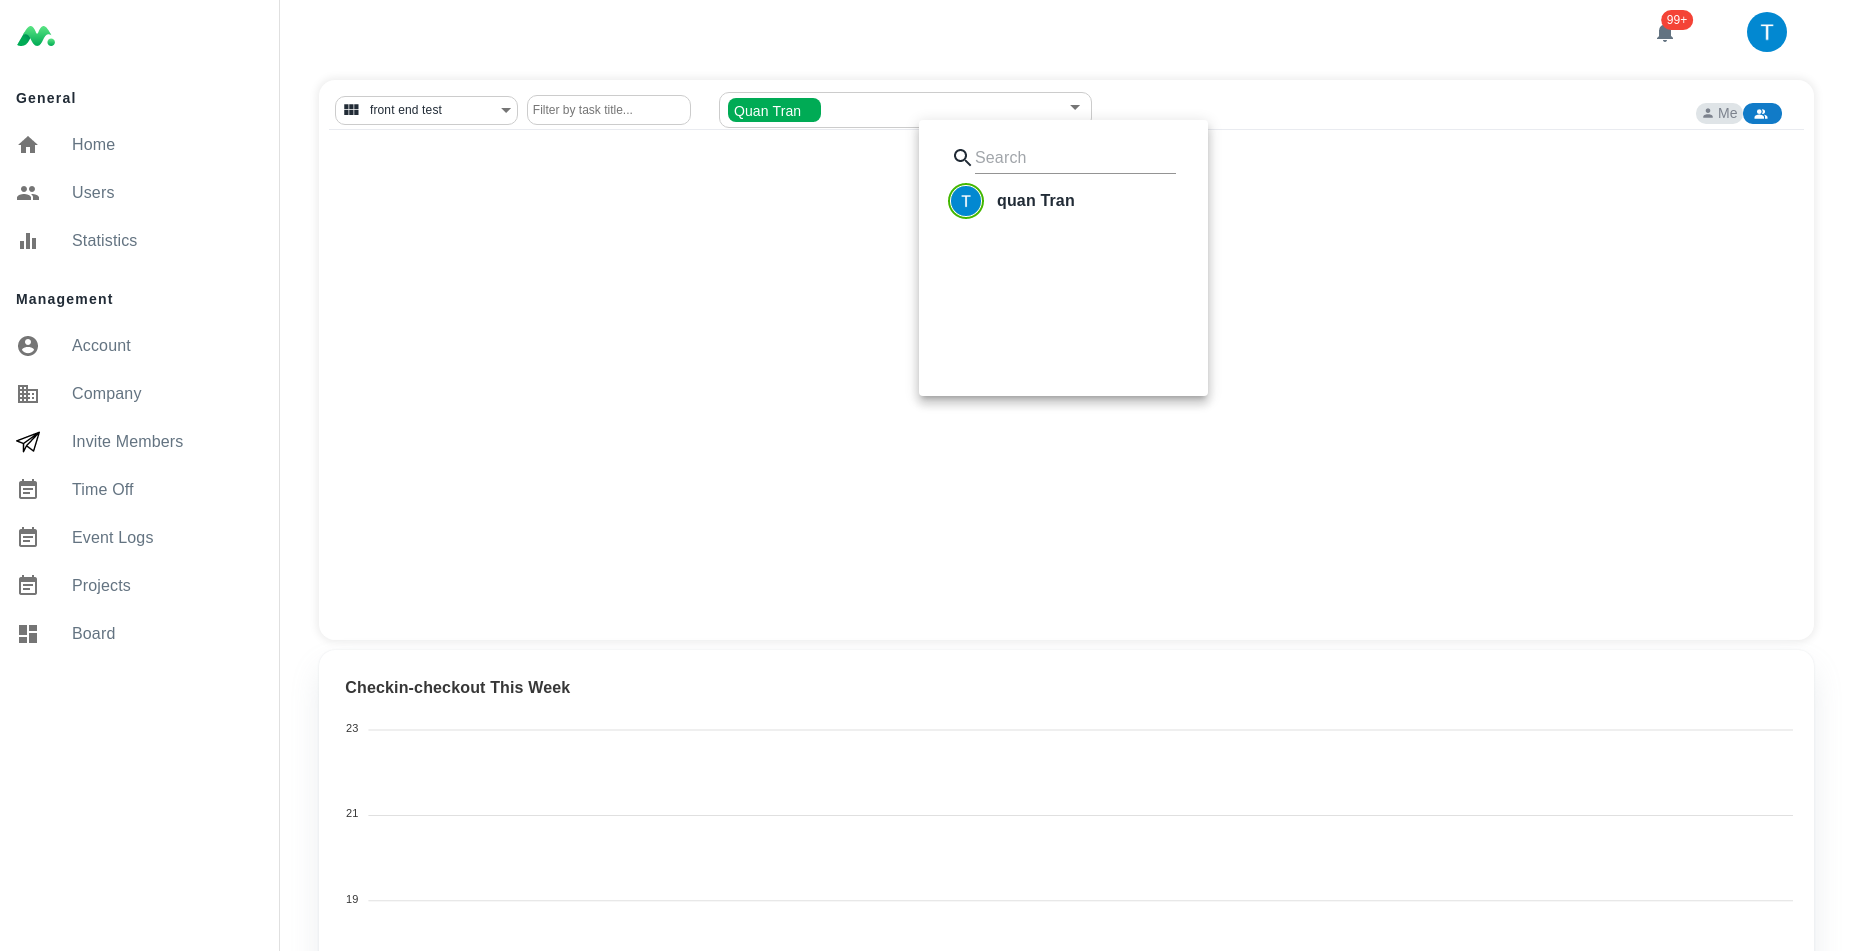 99+
T
General
Home
Users
Statistics
Management
Account
Company
Invite Members
Time Off
Event Logs
Projects
Board
front end test
Filter by task title...
Quan Tran
Me
Search
T
quan Tran
Checkin-checkout This Week
23
21
19